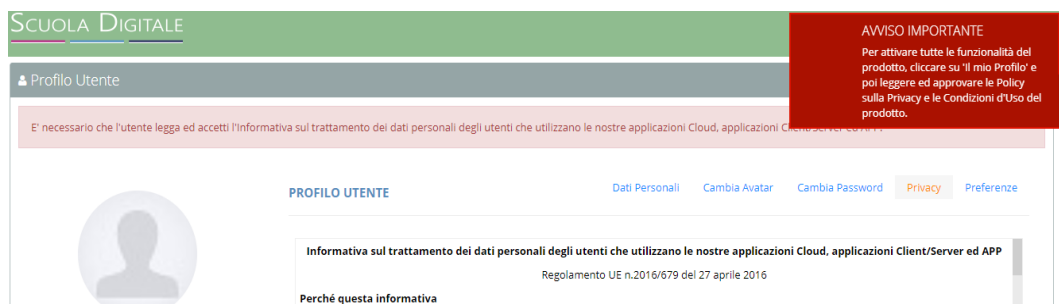 SCUOLA DIGITALE
AVVISO IMPORTANTE
Per attivare tutte le funzionalità del
prodotto, cliccare su 'Il mio Profilo' e
poi leggere ed approvare le Policy
sulla Privacy e le Condizioni d'Uso del
prodotto.
Profilo Utente
E' necessario che l'utente legga ed accetti l'Informativa sul trattamento dei dati personali degli utenti che utilizzano le nostre applicazioni Cloud, applicazioni Client/Server ed APP.
PROFILO UTENTE
Dati Personali Cambia Avatar Cambia Password Privacy Preferenze
Informativa sul trattamento dei dati personali degli utenti che utilizzano le nostre applicazioni Cloud, applicazioni Client/Server ed APP
Regolamento UE n.2016/679 del 27 aprile 2016
Perché questa informativa